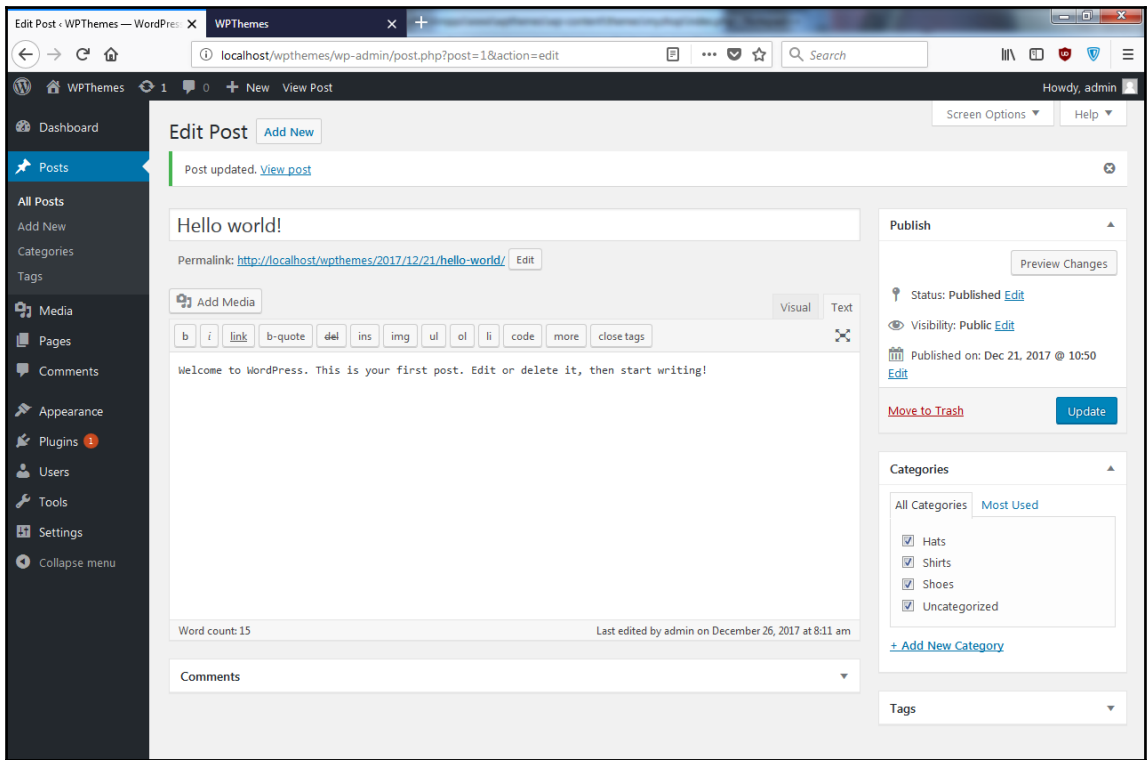 Edit Post ‹ WPThemes — WordPres
WPThemes
localhost/wpthemes/wp-admin/post.php?post=1&action=edit
Search
WPThemes 1 0 + New View Post
Howdy, admin
Screen Options ▼
Help ▼
Dashboard
Posts
All Posts
Add New
Categories
Tags
Media
Pages
Comments
Appearance
Plugins 1
Users
Tools
Settings
Collapse menu
Edit Post Add New
Post updated. View post
Hello world!
Permalink: http://localhost/wpthemes/2017/12/21/hello-world/ Edit
Add Media
Visual Text
b i link b-quote del ins img ul ol li code more close tags
Welcome to WordPress. This is your first post. Edit or delete it, then start writing!
Word count: 15
Last edited by admin on December 26, 2017 at 8:11 am
Comments
Publish
Preview Changes
Status: Published Edit
Visibility: Public Edit
Published on: Dec 21, 2017 @ 10:50
Edit
Move to Trash
Update
Categories
All Categories Most Used
Hats
Shirts
Shoes
Uncategorized
+ Add New Category
Tags